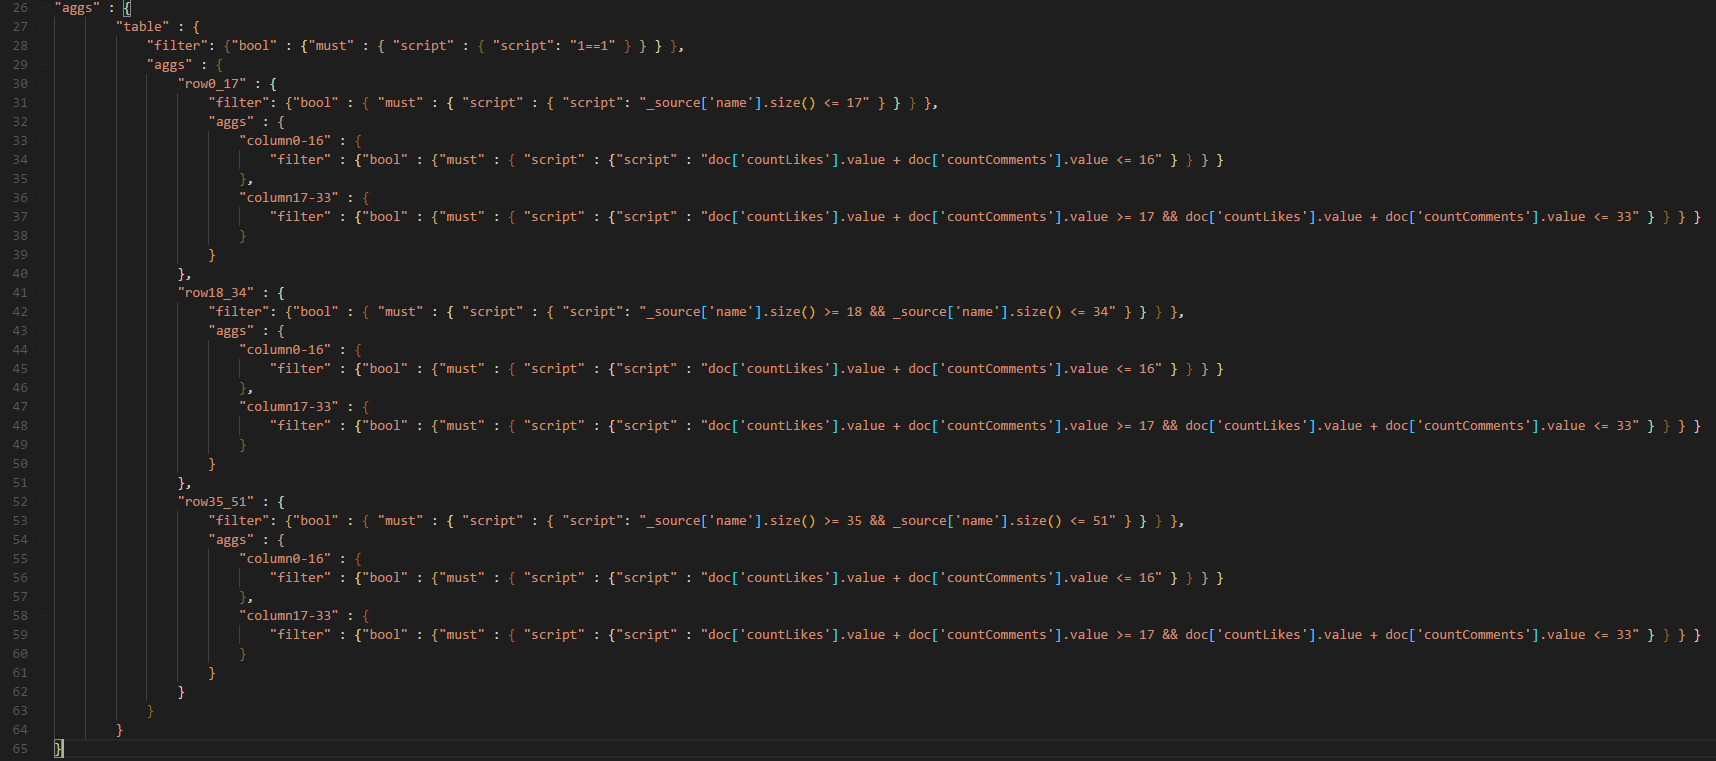 26 "aggs" : {
27 "table" : {
28 "filter": {"bool" : {"must" : { "script" : { "script": "1==1" } } } },
29 "aggs" : {
30 "row0_17" : {
31 "filter": {"bool" : { "must" : { "script" : { "script": "_source['name'].size() <= 17" } } } },
32 "aggs" : {
33 "column0-16" : {
34 "filter" : {"bool" : {"must" : { "script" : {"script" : "doc['countLikes'].value + doc['countComments'].value <= 16" } } } }
35 },
36 "column17-33" : {
37 "filter" : {"bool" : {"must" : { "script" : {"script" : "doc['countLikes'].value + doc['countComments'].value >= 17 && doc['countLikes'].value + doc['countComments'].value <= 33" } } } }
38 }
39 }
40 },
41 "row18_34" : {
42 "filter": {"bool" : { "must" : { "script" : { "script": "_source['name'].size() >= 18 && _source['name'].size() <= 34" } } } },
43 "aggs" : {
44 "column0-16" : {
45 "filter" : {"bool" : {"must" : { "script" : {"script" : "doc['countLikes'].value + doc['countComments'].value <= 16" } } } }
46 },
47 "column17-33" : {
48 "filter" : {"bool" : {"must" : { "script" : {"script" : "doc['countLikes'].value + doc['countComments'].value >= 17 && doc['countLikes'].value + doc['countComments'].value <= 33" } } } }
49 }
50 }
51 },
52 "row35_51" : {
53 "filter": {"bool" : { "must" : { "script" : { "script": "_source['name'].size() >= 35 && _source['name'].size() <= 51" } } } },
54 "aggs" : {
55 "column0-16" : {
56 "filter" : {"bool" : {"must" : { "script" : {"script" : "doc['countLikes'].value + doc['countComments'].value <= 16" } } } }
57 },
58 "column17-33" : {
59 "filter" : {"bool" : {"must" : { "script" : {"script" : "doc['countLikes'].value + doc['countComments'].value >= 17 && doc['countLikes'].value + doc['countComments'].value <= 33" } } } }
60 }
61 }
62 }
63 }
64 }
65 }